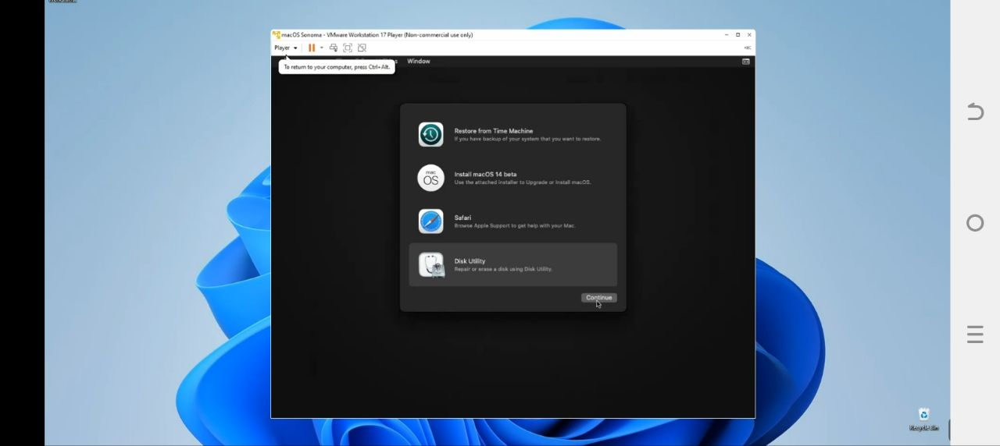 macOS Sonoma - VMware Workstation 17 Player (Non-commercial use only)
Player
Window
To return to your computer, press Ctrl+Alt.
Restore from Time Machine
If you have backup of your system that you want to restore.
mac
OS
Install macOS 14 beta
Use the attached installer to Upgrade or Install macOS.
Safari
Browse Apple Support to get help with your Mac.
Disk Utility
Repair or erase a disk using Disk Utility.
Continue
Recycle Bin